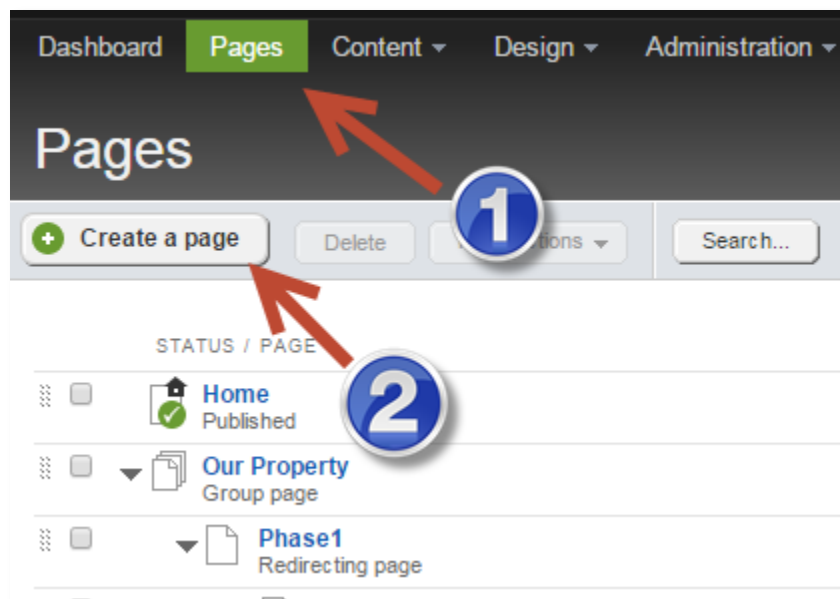 Dashboard Pages Content Design Administration
Pages
1
Create a page Delete Search...
STATUS / PAGE
2
Home
Published
Our Property
Group page
Phase1
Redirecting page